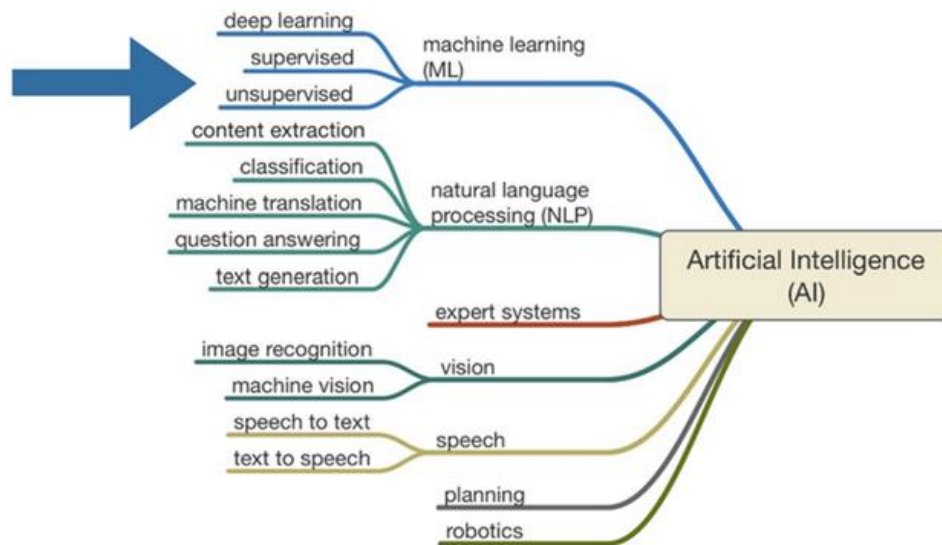 deep learning
supervised
unsupervised
machine learning
(ML)
content extraction
classification
machine translation
question answering
text generation
natural language
processing (NLP)
expert systems
image recognition
machine vision
vision
speech to text
text to speech
speech
planning
robotics
Artificial Intelligence
(AI)